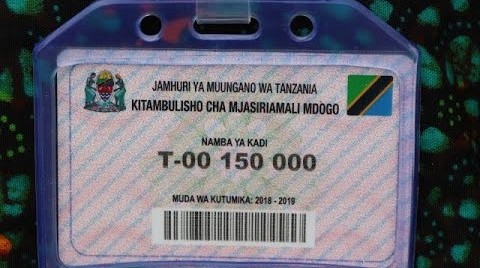 JAMHURI YA MUUNGANO WA TANZANIA
KITAMBULISHO CHA MJASIRIAMALI MDOGO
NAMBA YA KADI
T-00 150 000
MUDA WA KUTUMIKA: 2018 - 2019